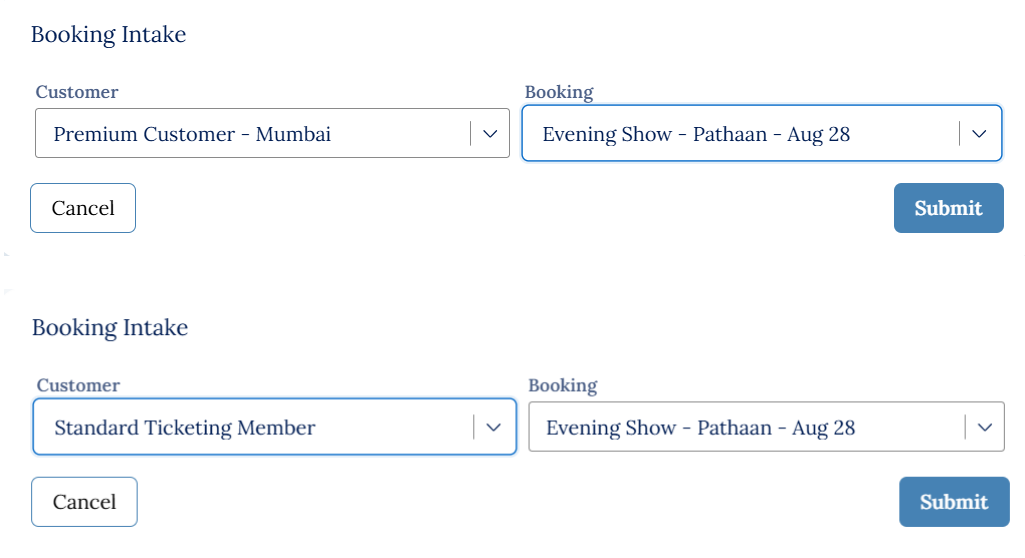 Booking Intake
Customer Booking
Premium Customer - Mumbai Evening Show - Pathaan - Aug 28
Cancel Submit
Booking Intake
Customer Booking
Standard Ticketing Member Evening Show - Pathaan - Aug 28
Cancel Submit